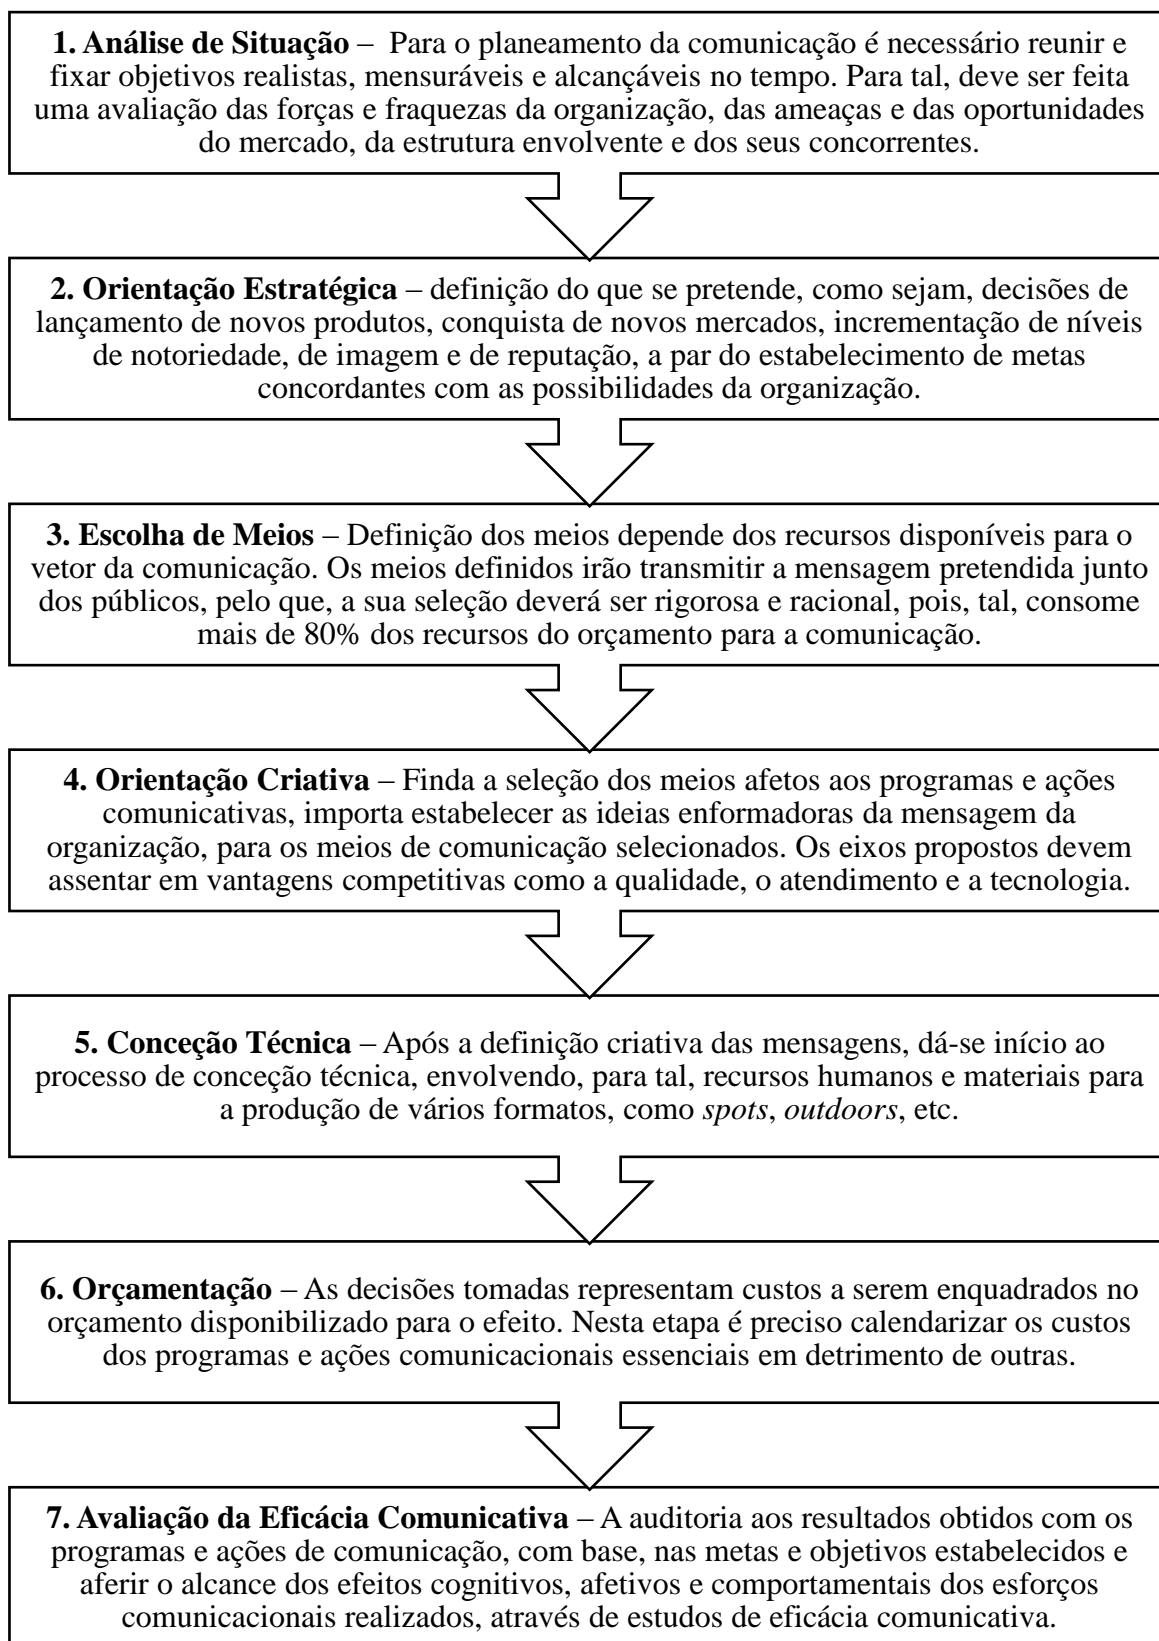 1. Análise de Situação – Para o planeamento da comunicação é necessário reunir e
fixar objetivos realistas, mensuráveis e alcançáveis no tempo. Para tal, deve ser feita
uma avaliação das forças e fraquezas da organização, das ameaças e das oportunidades
do mercado, da estrutura envolvente e dos seus concorrentes.
2. Orientação Estratégica – definição do que se pretende, como sejam, decisões de
lançamento de novos produtos, conquista de novos mercados, incrementação de níveis
de notoriedade, de imagem e de reputação, a par do estabelecimento de metas
concordantes com as possibilidades da organização.
3. Escolha de Meios – Definição dos meios depende dos recursos disponíveis para o
vetor da comunicação. Os meios definidos irão transmitir a mensagem pretendida junto
dos públicos, pelo que, a sua seleção deverá ser rigorosa e racional, pois, tal, consome
mais de 80% dos recursos do orçamento para a comunicação.
4. Orientação Criativa – Finda a seleção dos meios afetos aos programas e ações
comunicativas, importa estabelecer as ideias enformadoras da mensagem da
organização, para os meios de comunicação selecionados. Os eixos propostos devem
assentar em vantagens competitivas como a qualidade, o atendimento e a tecnologia.
5. Conceção Técnica – Após a definição criativa das mensagens, dá-se início ao
processo de conceção técnica, envolvendo, para tal, recursos humanos e materiais para
a produção de vários formatos, como spots, outdoors, etc.
6. Orçamentação – As decisões tomadas representam custos a serem enquadrados no
orçamento disponibilizado para o efeito. Nesta etapa é preciso calendarizar os custos
dos programas e ações comunicacionais essenciais em detrimento de outras.
7. Avaliação da Eficácia Comunicativa – A auditoria aos resultados obtidos com os
programas e ações de comunicação, com base, nas metas e objetivos estabelecidos e
aferir o alcance dos efeitos cognitivos, afetivos e comportamentais dos esforços
comunicacionais realizados, através de estudos de eficácia comunicativa.